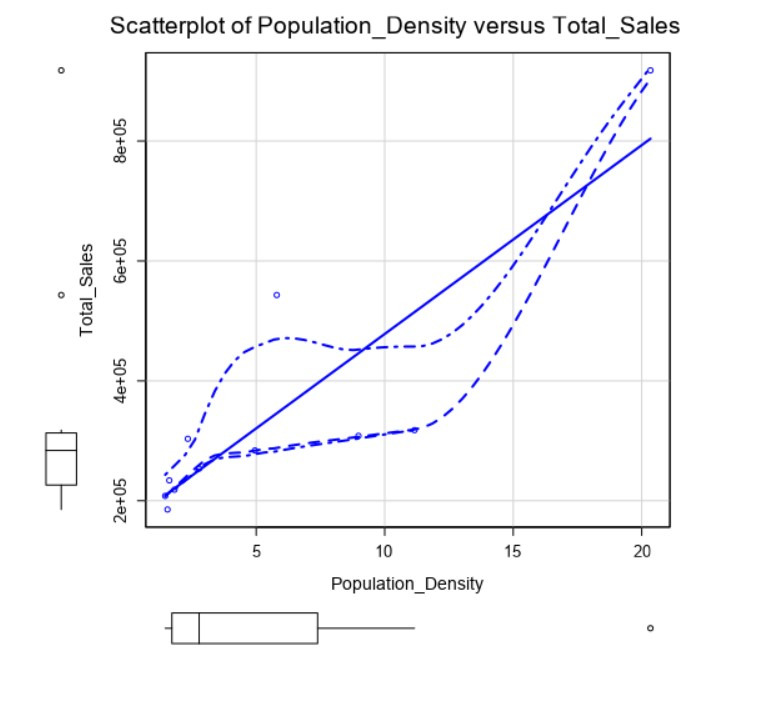 Scatterplot of Population_Density versus Total_Sales
Total_Sales
8e+05
6e+05
4e+05
2e+05
5
10
15
20
Population_Density